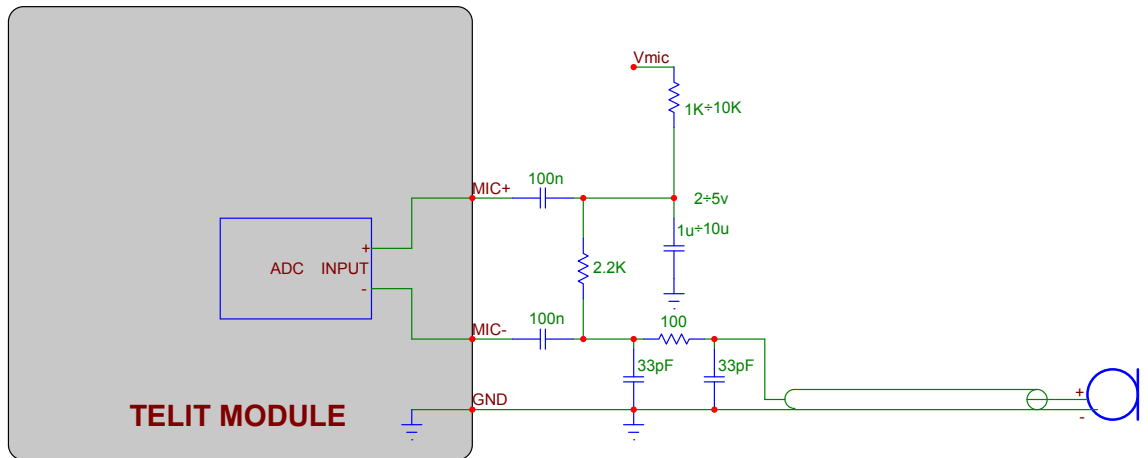 Vmic
1K÷10K
MIC+
100n
2÷5v
1u÷10u
+
ADC INPUT
2.2K
-
MIC-
100n
100
33pF
33pF
GND
TELIT MODULE
+
-